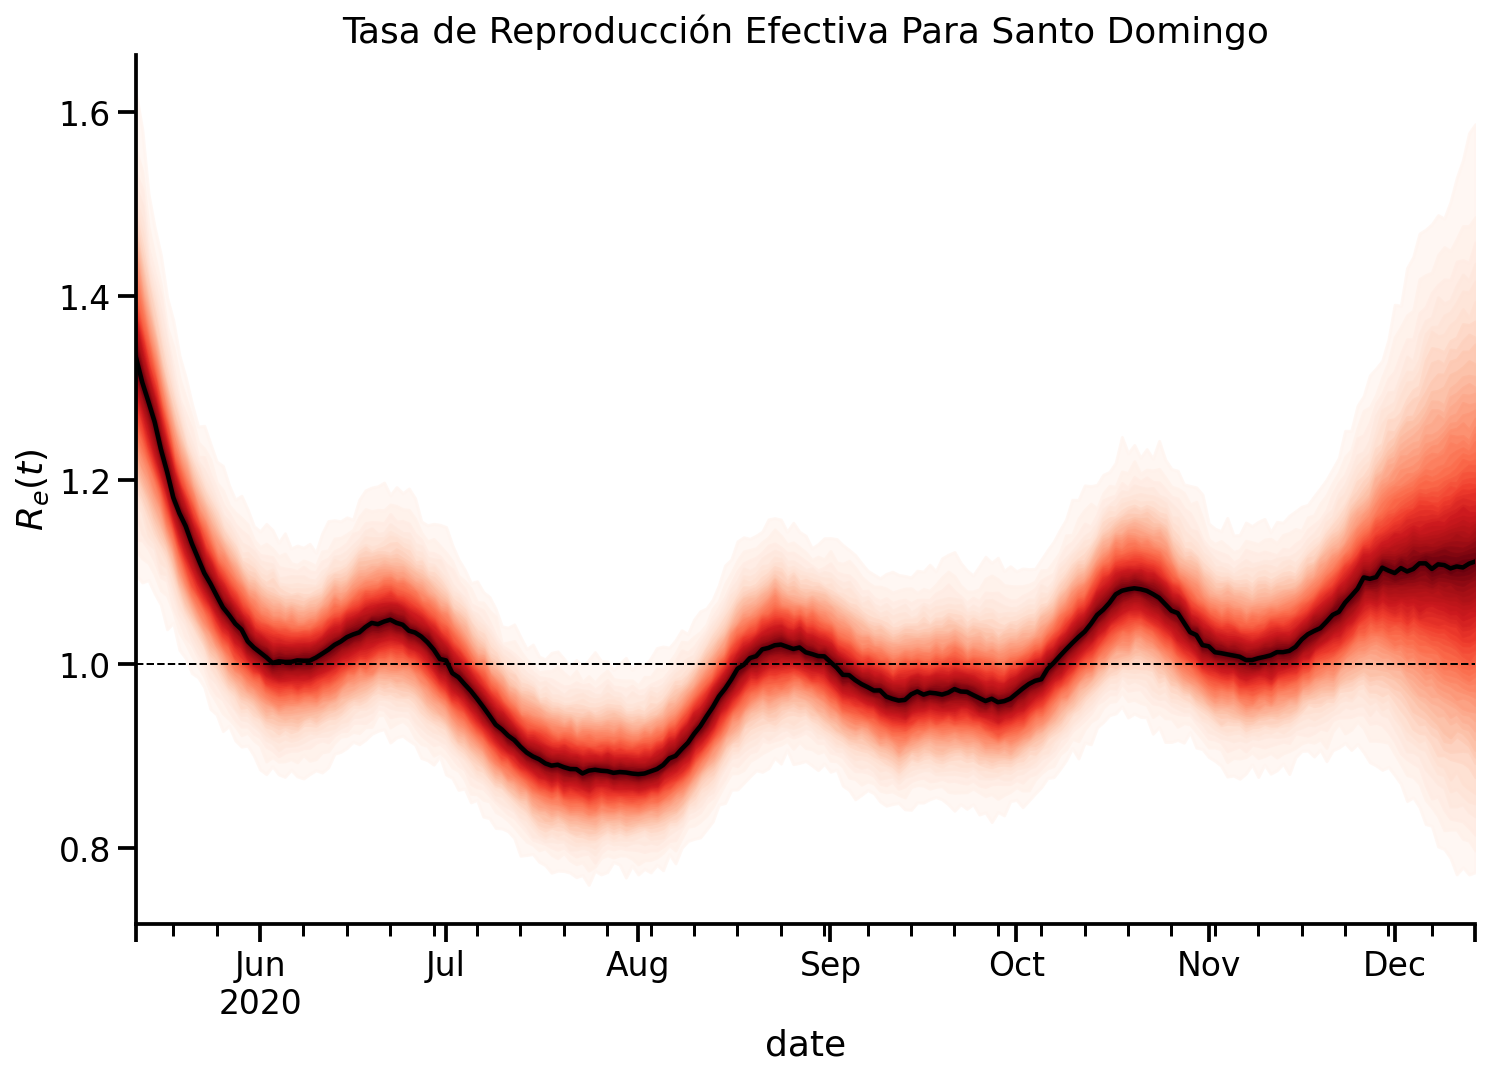 Tasa de Reproducción Efectiva Para Santo Domingo
1.6
1.4
1.2
1.0
0.8
R_e(t)
Jun Jul Aug Sep Oct Nov Dec
2020
date